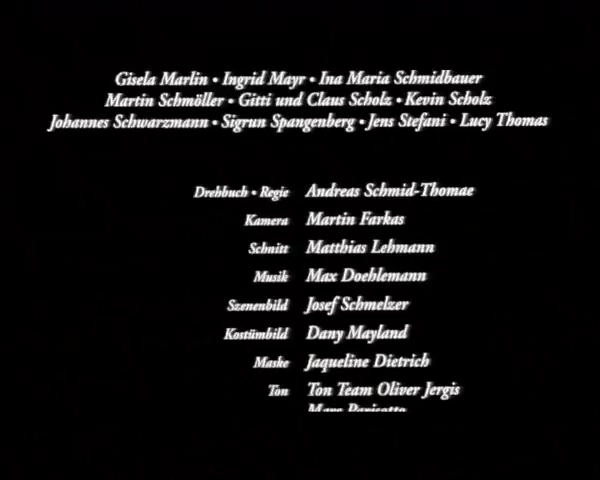 Gisela Marlin • Ingrid Mayr • Ina Maria Schmidbauer
Martin Schmöller • Gitti und Claus Scholz • Kevin Scholz
Johannes Schwarzmann • Sigrun Spangenberg • Jens Stefani • Lucy Thomas
Drehbuch • Regie Andreas Schmid-Thomae
Kamera Martin Farkas
Schnitt Matthias Lehmann
Musik Max Doehlemann
Szenenbild Josef Schmelzer
Kostümbild Dany Mayland
Maske Jaqueline Dietrich
Ton Ton Team Oliver Jergis
Marc Parisotto